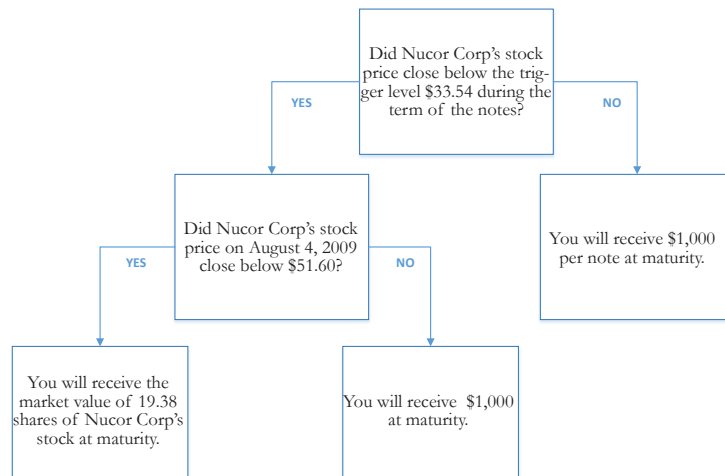 Did Nucor Corp's stock
price close below the trig-
ger level $33.54 during the
term of the notes?
YES
NO
Did Nucor Corp's stock
price on August 4, 2009
close below $51.60?
You will receive $1,000
per note at maturity.
YES
NO
You will receive the
market value of 19.38
shares of Nucor Corp's
stock at maturity.
You will receive $1,000
at maturity.